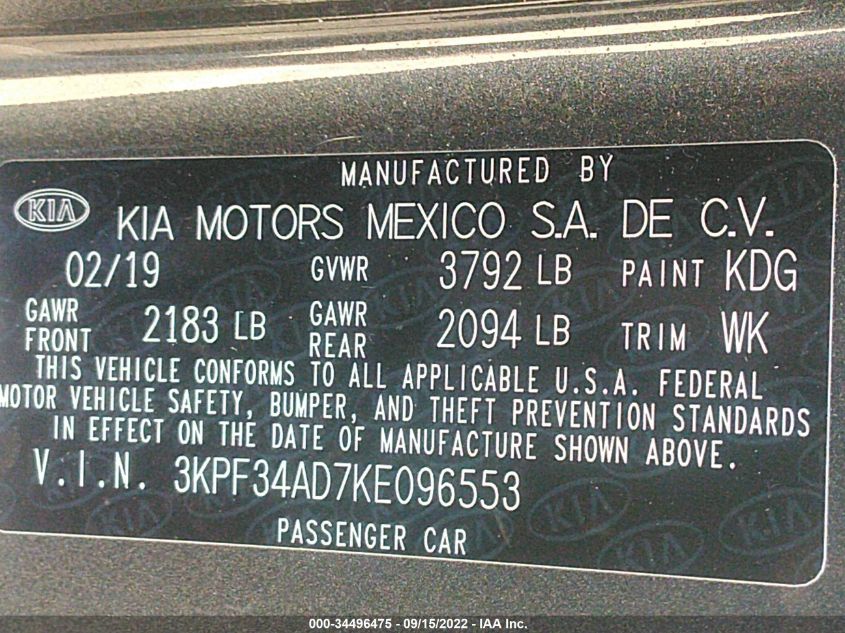 MANUFACTURED BY
KIA KIA MOTORS MEXICO S.A. DE C.V.
02/19 GVWR 3792 LB PAINT KDG
GAWR FRONT 2183 LB GAWR REAR 2094 LB TRIM WK
THIS VEHICLE CONFORMS TO ALL APPLICABLE U.S.A. FEDERAL
MOTOR VEHICLE SAFETY, BUMPER, AND THEFT PREVENTION STANDARDS
IN EFFECT ON THE DATE OF MANUFACTURE SHOWN ABOVE.
V.I.N. 3KPF34AD7KE096553
PASSENGER CAR
000-34496475 - 09/15/2022 - IAA Inc.